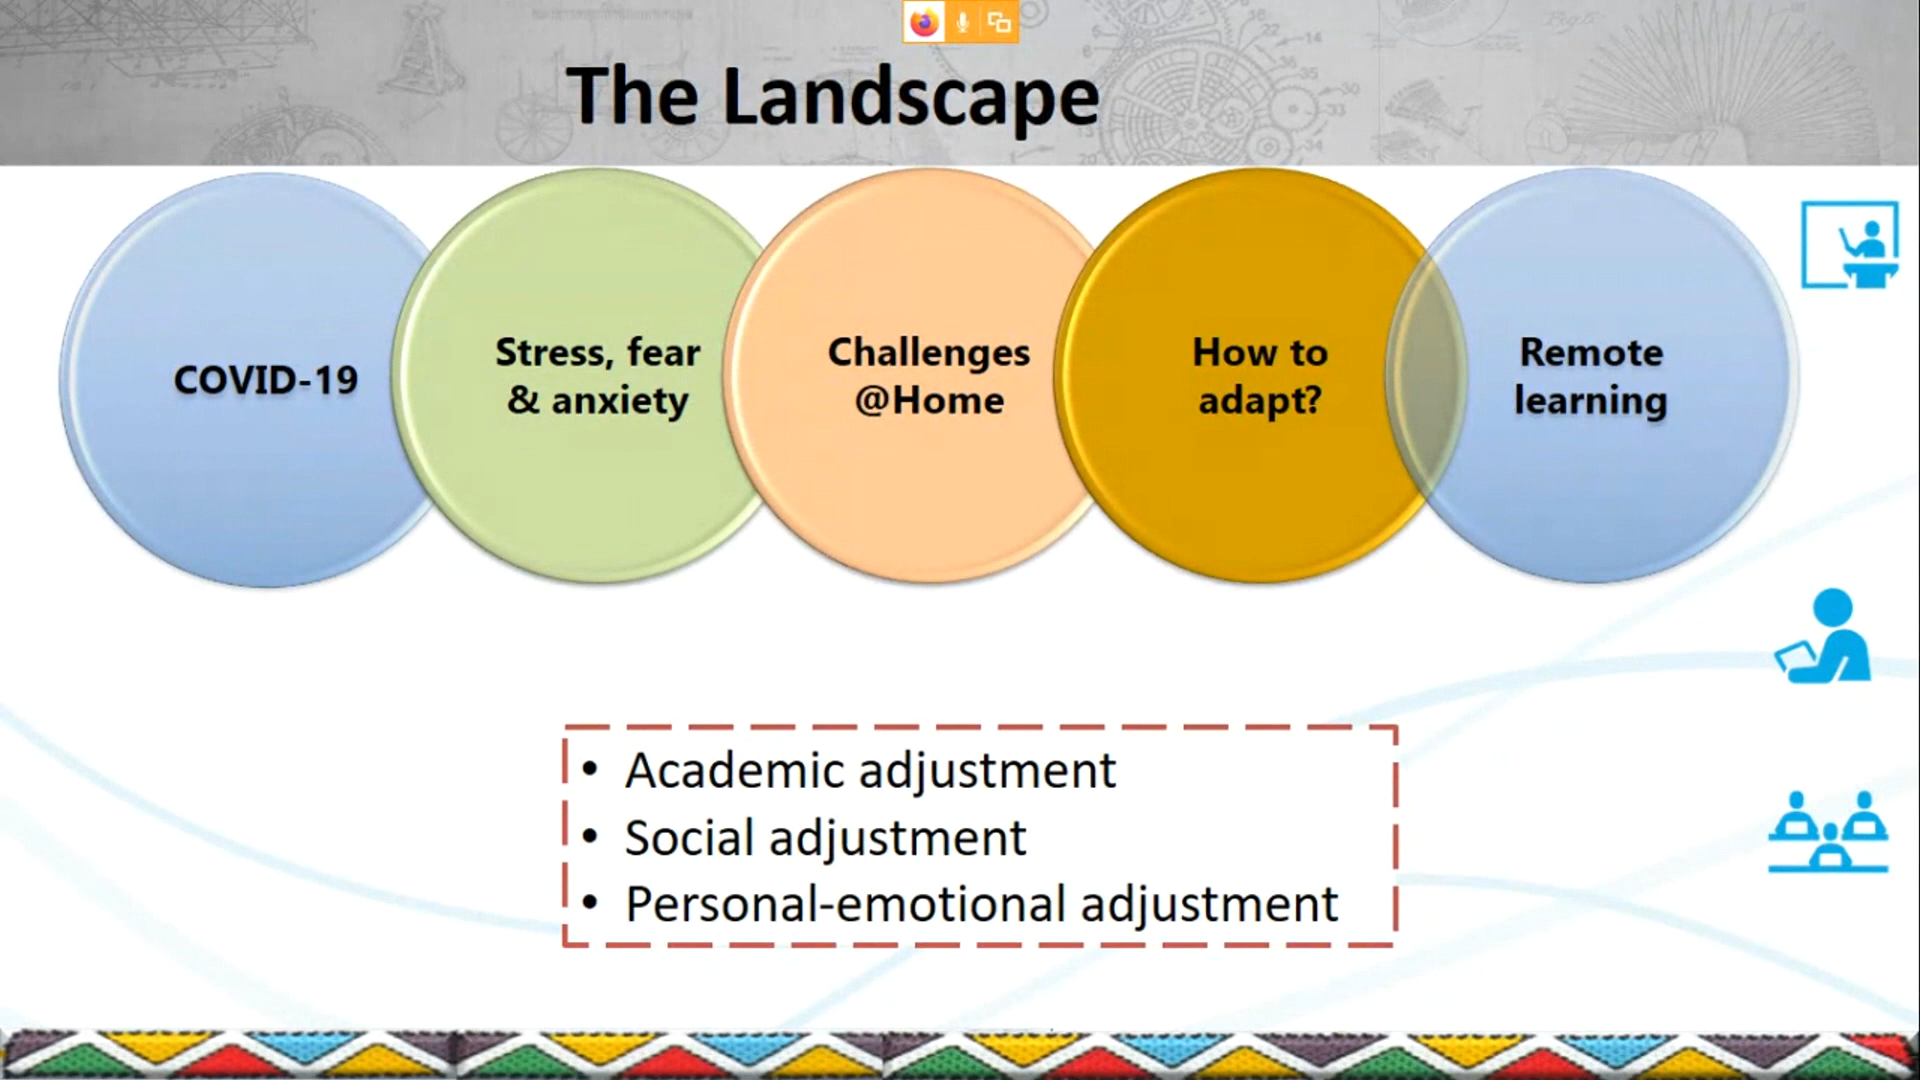 The Landscape
COVID-19
Stress, fear
& anxiety
Challenges
@Home
How to
adapt?
Remote
learning
• Academic adjustment
• Social adjustment
• Personal-emotional adjustment